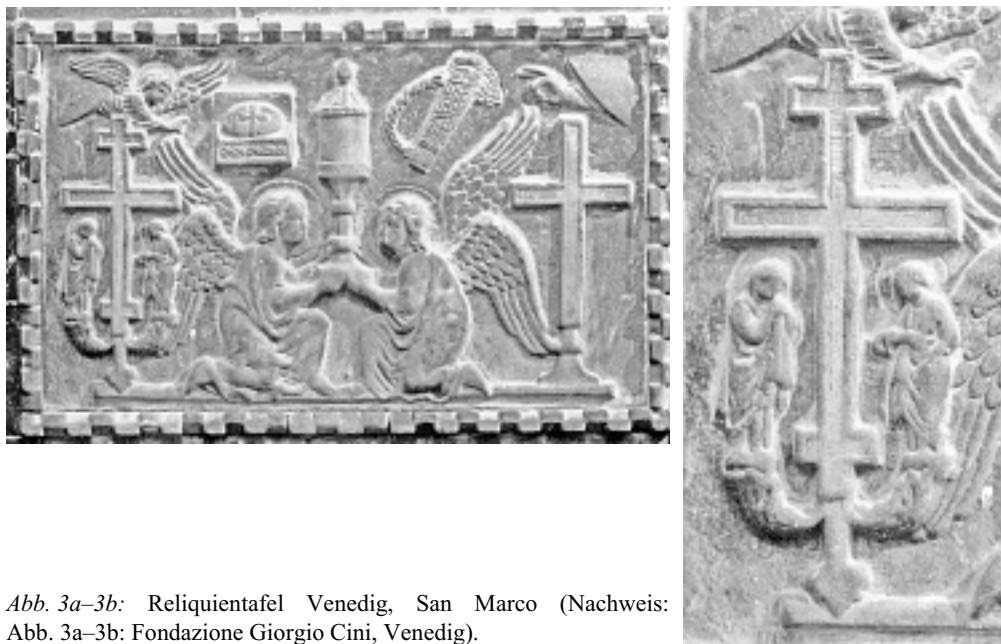 Abb. 3a–3b: Reliquientafel Venedig, San Marco (Nachweis:
Abb. 3a–3b: Fondazione Giorgio Cini, Venedig).